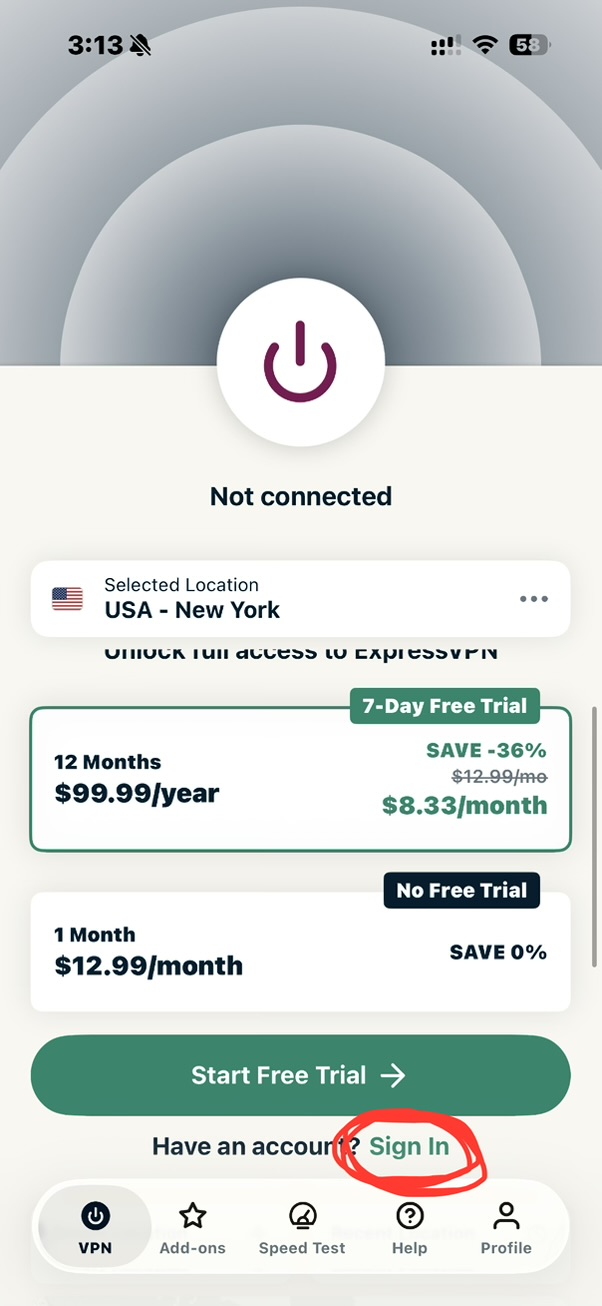 3:13
58
Not connected
Selected Location
USA - New York
Unlock full access to ExpressVPN
7-Day Free Trial
12 Months
$99.99/year
SAVE -36%
$12.99/mo
$8.33/month
No Free Trial
1 Month
$12.99/month
SAVE 0%
Start Free Trial →
Have an account? Sign In
VPN
Add-ons
Speed Test
Help
Profile